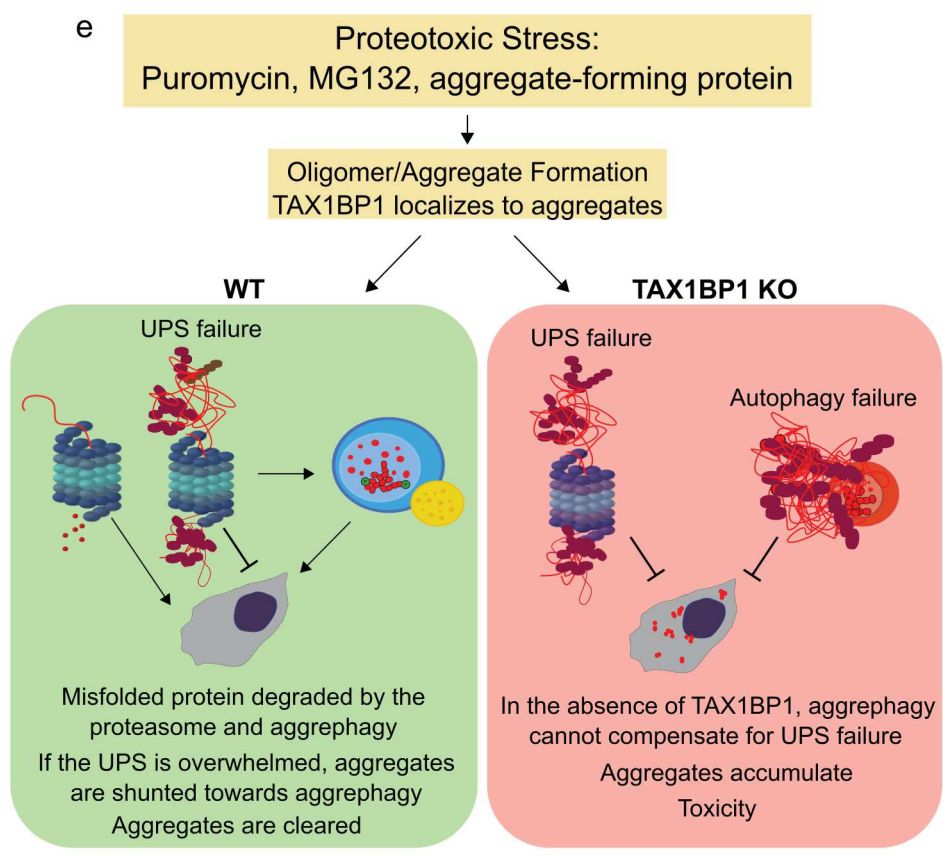 e
Proteotoxic Stress:
Puromycin, MG132, aggregate-forming protein
Oligomer/Aggregate Formation
TAX1BP1 localizes to aggregates
WT
UPS failure
Misfolded protein degraded by the
proteasome and aggrephagy
If the UPS is overwhelmed, aggregates
are shunted towards aggrephagy
Aggregates are cleared
TAX1BP1 KO
UPS failure
Autophagy failure
In the absence of TAX1BP1, aggrephagy
cannot compensate for UPS failure
Aggregates accumulate
Toxicity